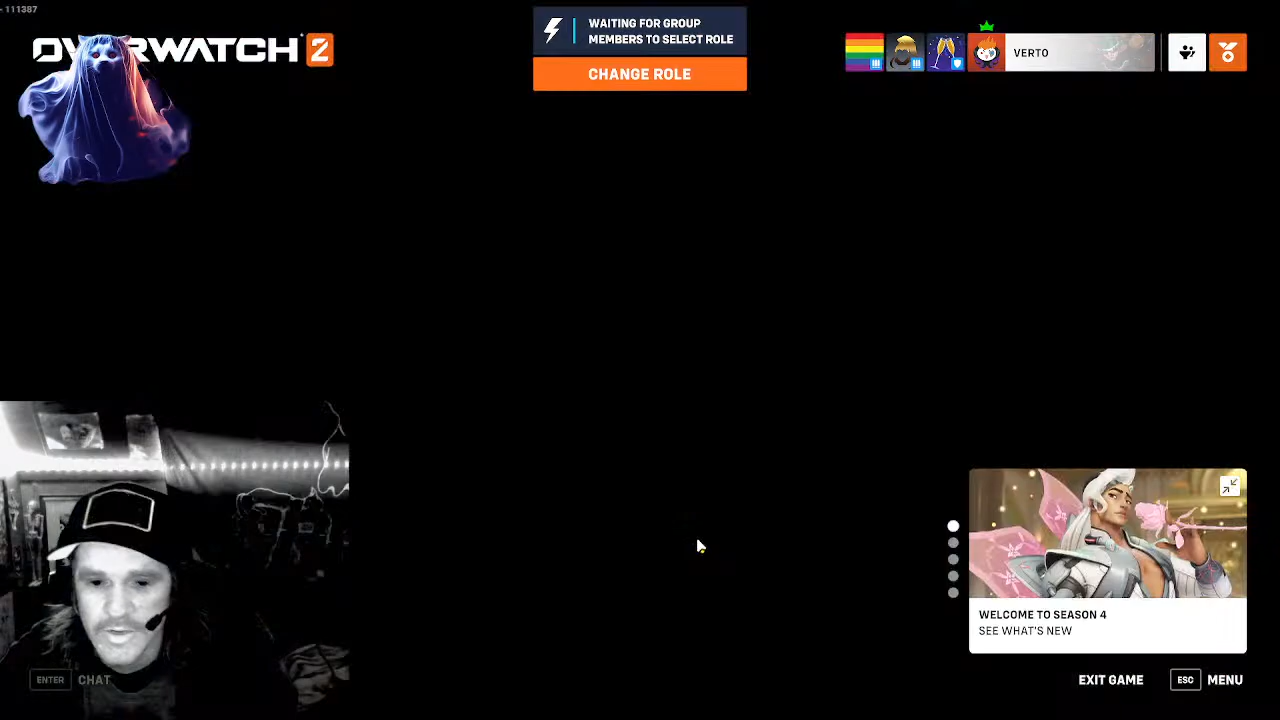 - 111387
OVERWATCH 2
WAITING FOR GROUP
MEMBERS TO SELECT ROLE
CHANGE ROLE
VERTO
WELCOME TO SEASON 4
SEE WHAT'S NEW
ENTER CHAT
EXIT GAME
ESC MENU